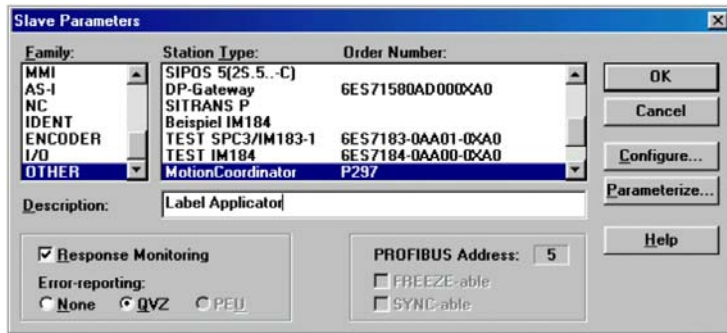 Slave Parameters
Family: Station Type: Order Number:
MMI SIPOS 5(2S.5..-C)
AS-I DP-Gateway 6ES71580AD000XA0
NC SITRANS P
IDENT Beispiel IM184
ENCODER TEST SPC3/IM183-1 6ES7183-0AA01-0XA0
I/O TEST IM184 6ES7184-0AA00-0XA0
OTHER MotionCoordinator P297
OK
Cancel
Configure...
Parameterize...
Help
Description: Label Applicator
Response Monitoring
Error-reporting:
None QVZ PEU
PROFIBUS Address: 5
FREEZE-able
SYNC-able